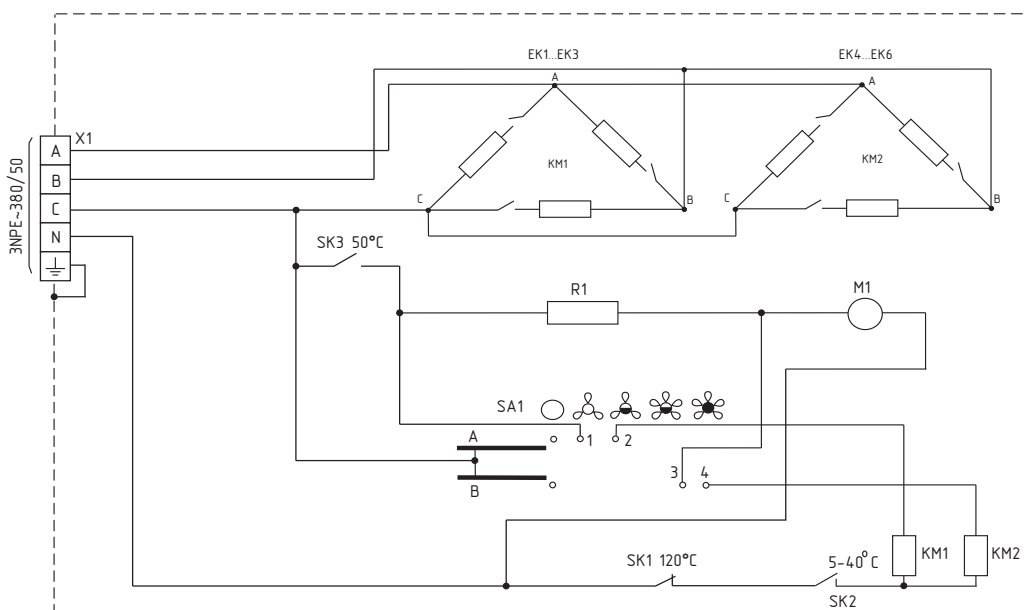 EK1...EK3
EK4...EK6
A
A
X1
A
B
C
N
3NPE~380/50
KM1
KM2
C
B
C
B
SK3 50°C
R1
M1
SA1
A
1
2
B
3
4
SK1 120°C
5-40°C
SK2
KM1
KM2